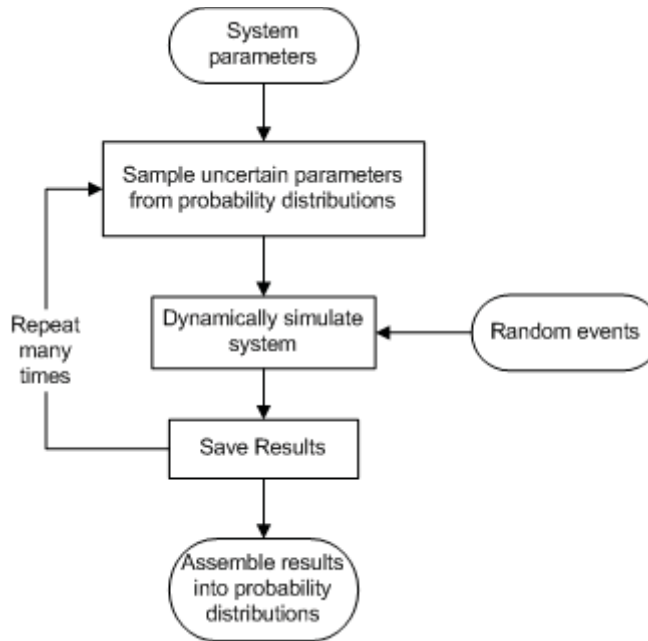 System
parameters
Sample uncertain parameters
from probability distributions
Dynamically simulate
system
Random events
Repeat
many
times
Save Results
Assemble results
into probability
distributions